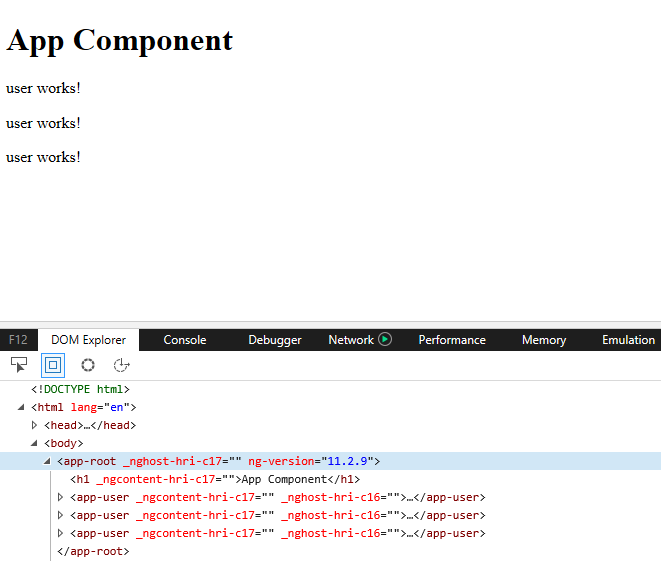 App Component
user works!
user works!
user works!
F12 DOM Explorer Console Debugger Network Performance Memory Emulation
<!DOCTYPE html>
<html lang="en">
<head>…</head>
<body>
<app-root _nghost-hri-c17="" ng-version="11.2.9">
<h1 _ngcontent-hri-c17="">App Component</h1>
<app-user _ngcontent-hri-c17="" _nghost-hri-c16="">…</app-user>
<app-user _ngcontent-hri-c17="" _nghost-hri-c16="">…</app-user>
<app-user _ngcontent-hri-c17="" _nghost-hri-c16="">…</app-user>
</app-root>